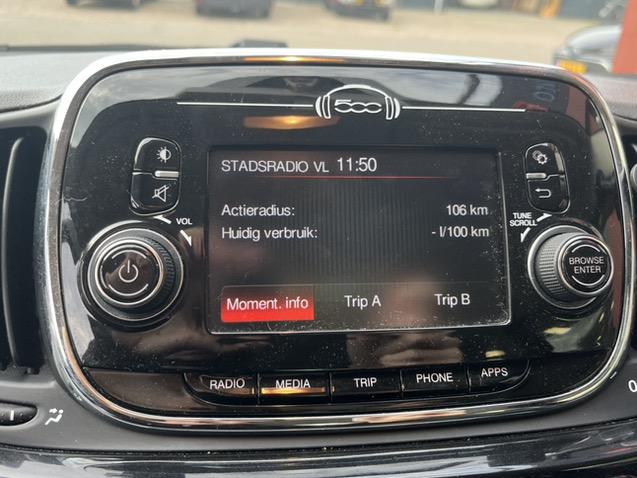 500
STADSRADIO VL 11:50
Actieradius: 106 km
Huidig verbruik: - l/100 km
Moment. info Trip A Trip B
VOL
TUNE
SCROLL
BROWSE
ENTER
RADIO MEDIA TRIP PHONE APPS